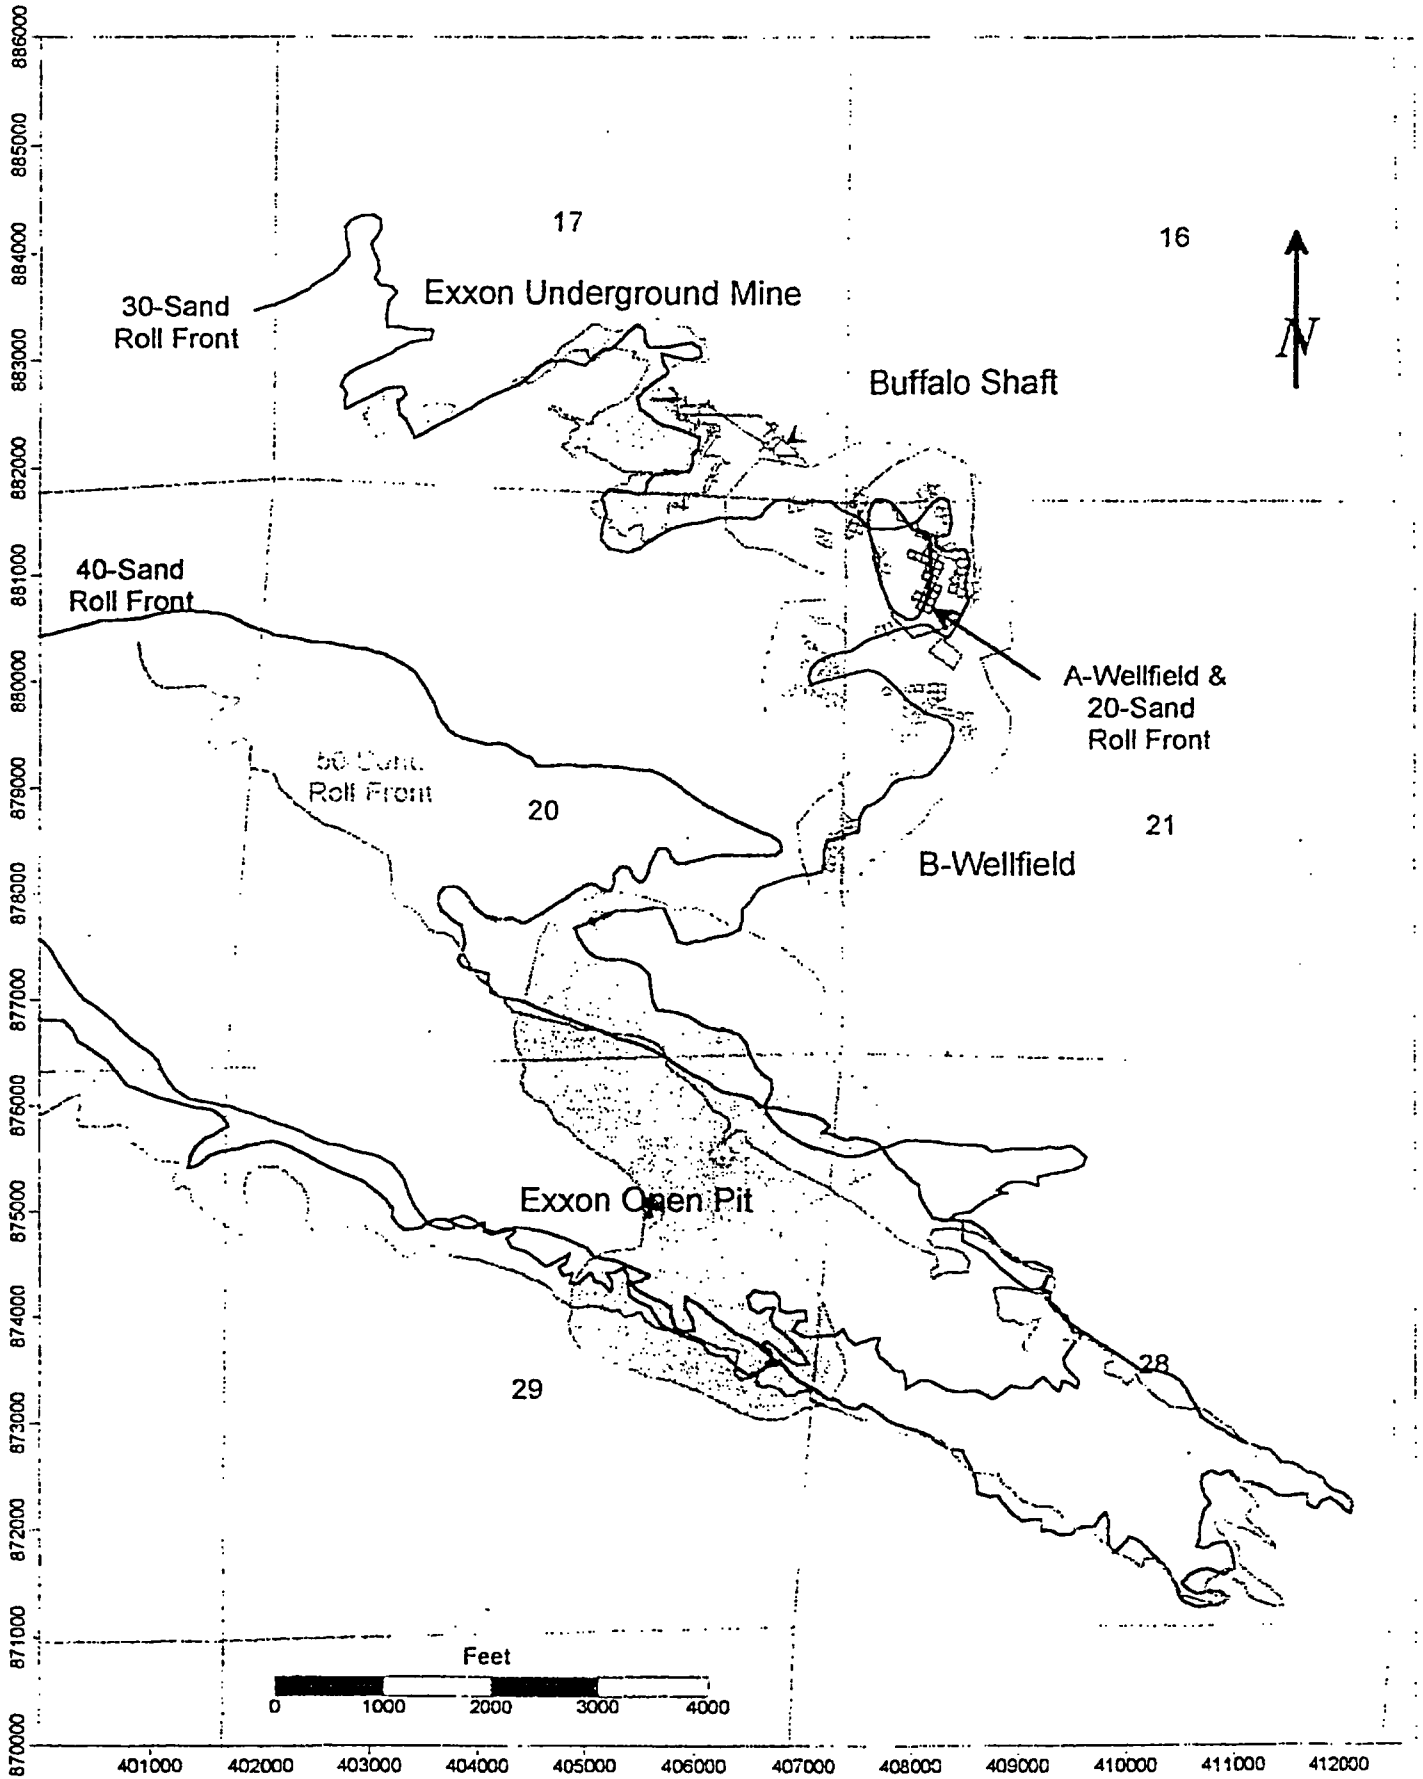 886000
885000
884000
883000
882000
881000
880000
879000
878000
877000
876000
875000
874000
873000
872000
871000
870000
17
16
Exxon Underground Mine
30-Sand
Roll Front
N
Buffalo Shaft
40-Sand
Roll Front
A-Wellfield &
20-Sand
Roll Front
Roll Front
20
21
B-Wellfield
Exxon Open Pit
28
29
Feet
0 1000 2000 3000 4000
401000 402000 403000 404000 405000 406000 407000 408000 409000 410000 411000 412000